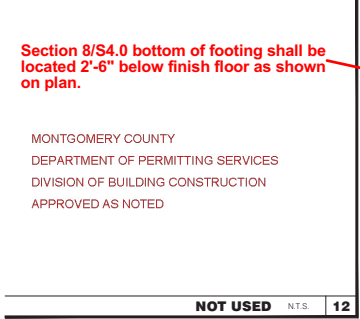 Section 8/S4.0 bottom of footing shall be
located 2'-6" below finish floor as shown
on plan.
MONTGOMERY COUNTY
DEPARTMENT OF PERMITTING SERVICES
DIVISION OF BUILDING CONSTRUCTION
APPROVED AS NOTED
NOT USED N.T.S. 12